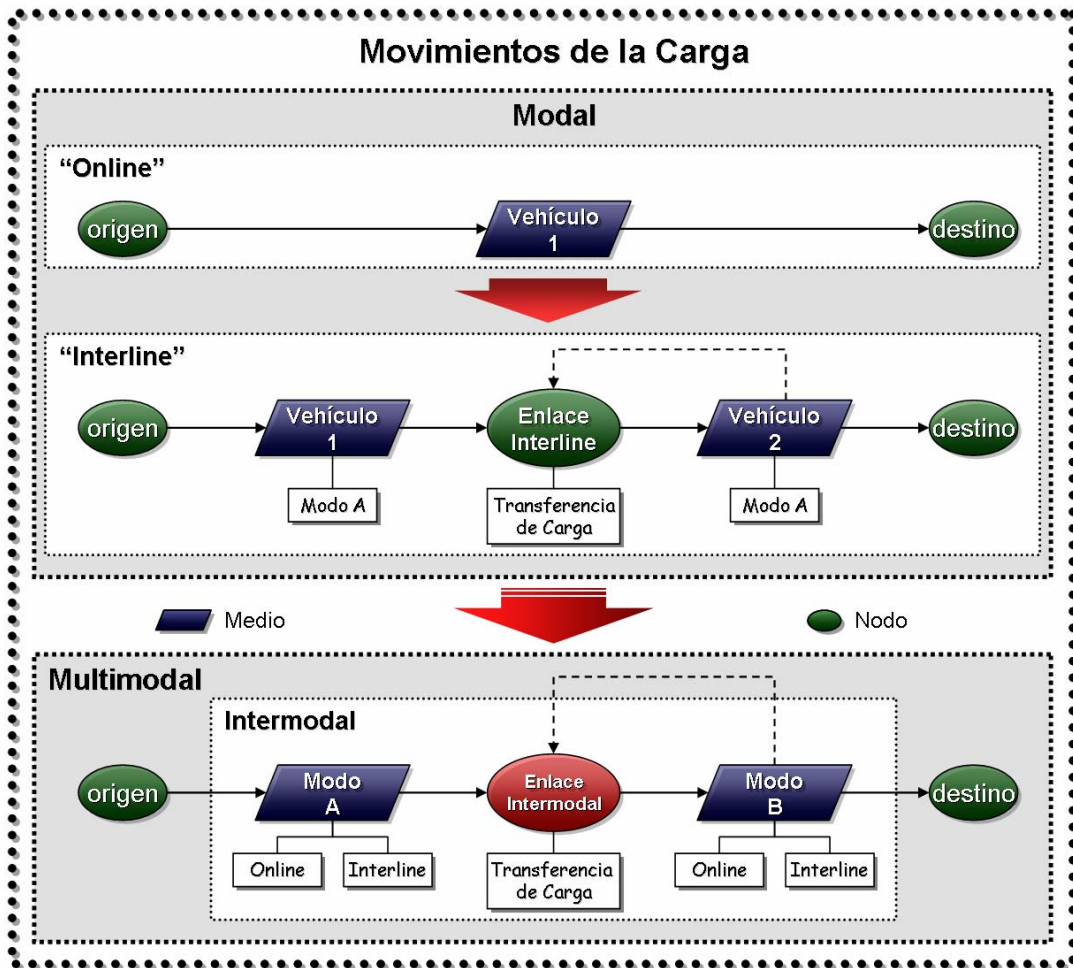 Movimientos de la Carga
Modal
“Online”
origen
Vehículo
1
destino
“Interline”
origen
Vehículo
1
Enlace
Interline
Vehículo
2
destino
Modo A
Transferencia
de Carga
Modo A
Medio
Nodo
Multimodal
Intermodal
origen
Modo
A
Enlace
Intermodal
Modo
B
destino
Online
Interline
Transferencia
de Carga
Online
Interline